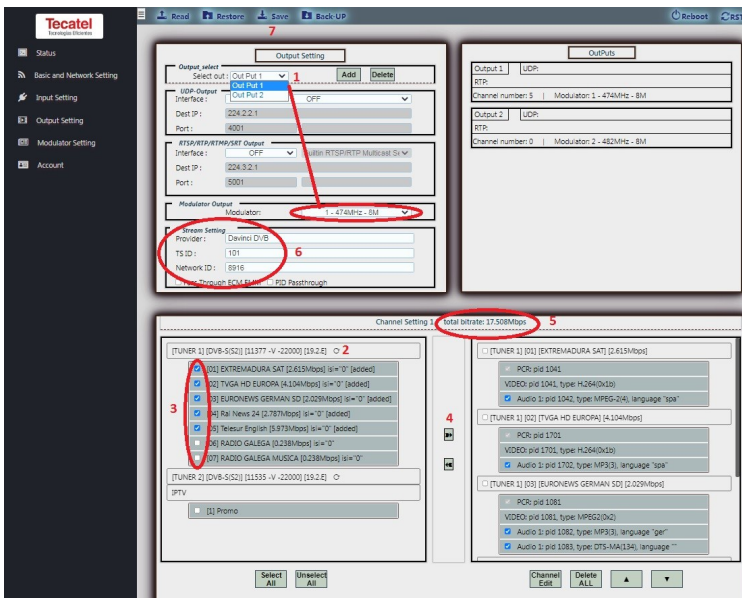 Tecatel
Tecnologías Eficientes
Status
Basic and Network Setting
Input Setting
Output Setting
Modulator Setting
Account
Read
Restore
Save
Back-UP
Reboot
RST
7
Output Setting
Output_select
Select out:
Out Put 1
Out Put 1
Out Put 2
1
Add
Delete
UDP-Output
Interface :
OFF
Dest IP :
224.2.2.1
Port :
4001
RTSP/RTP/RTMP/SRT Output
Interface :
OFF
Builtin RTSP/RTP Multicast Se
Dest IP :
224.3.2.1
Port :
5001
Modulator Output
Modulator:
1 - 474MHz - 8M
Stream Setting
Provider :
Davinci DVB
TS ID :
101
6
Network ID :
8916
Pass Through ECM EMM
PID Passthrough
OutPuts
Output 1
UDP:
RTP:
Channel number: 5 | Modulator: 1 - 474MHz - 8M
Output 2
UDP:
RTP:
Channel number: 0 | Modulator: 2 - 482MHz - 8M
Channel Setting 1
total bitrate: 17.508Mbps
5
[TUNER 1] [DVB-S(S2)] [11377 -V -22000] [19.2.E]
2
[01] EXTREMADURA SAT [2.615Mbps] isi="0" [added]
[02] TVGA HD EUROPA [4.104Mbps] isi="0" [added]
[03] EURONEWS GERMAN SD [2.029Mbps] isi="0" [added]
3
[04] Rai News 24 [2.787Mbps] isi="0" [added]
[05] Telesur English [5.973Mbps] isi="0" [added]
[06] RADIO GALEGA [0.238Mbps] isi="0"
[07] RADIO GALEGA MUSICA [0.238Mbps] isi="0"
[TUNER 2] [DVB-S(S2)] [11535 -V -22000] [19.2.E]
IPTV
[1] Promo
Select All
Unselect All
4
[TUNER 1] [01] [EXTREMADURA SAT] [2.615Mbps]
PCR: pid 1041
VIDEO: pid 1041, type: H.264(0x1b)
Audio 1: pid 1042, type: MPEG-2(4), language "spa"
[TUNER 1] [02] [TVGA HD EUROPA] [4.104Mbps]
PCR: pid 1701
VIDEO: pid 1701, type: H.264(0x1b)
Audio 1: pid 1702, type: MP3(3), language "spa"
[TUNER 1] [03] [EURONEWS GERMAN SD] [2.029Mbps]
PCR: pid 1081
VIDEO: pid 1081, type: MPEG2(0x2)
Audio 1: pid 1082, type: MP3(3), language "ger"
Audio 1: pid 1083, type: DTS-MA(134), language ""
Channel Edit
Delete ALL